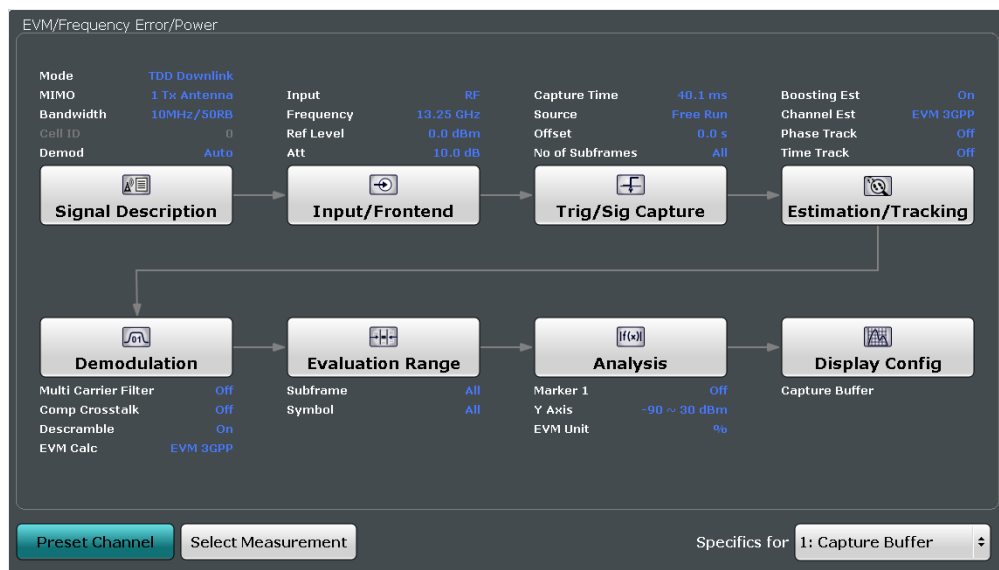 EVM/Frequency Error/Power
Mode TDD Downlink
MIMO 1 Tx Antenna
Bandwidth 10MHz/50RB
Cell ID 0
Demod Auto
Signal Description
Input RF
Frequency 13.25 GHz
Ref Level 0.0 dBm
Att 10.0 dB
Input/Frontend
Capture Time 40.1 ms
Source Free Run
Offset 0.0 s
No of Subframes All
Trig/Sig Capture
Boosting Est On
Channel Est EVM 3GPP
Phase Track Off
Time Track Off
Estimation/Tracking
01
Demodulation
Multi Carrier Filter Off
Comp Crosstalk Off
Descramble On
EVM Calc EVM 3GPP
Evaluation Range
Subframe All
Symbol All
|f(x)|
Analysis
Marker 1 Off
Y Axis -90 ~ 30 dBm
EVM Unit %
Display Config
Capture Buffer
Preset Channel
Select Measurement
Specifics for 1: Capture Buffer